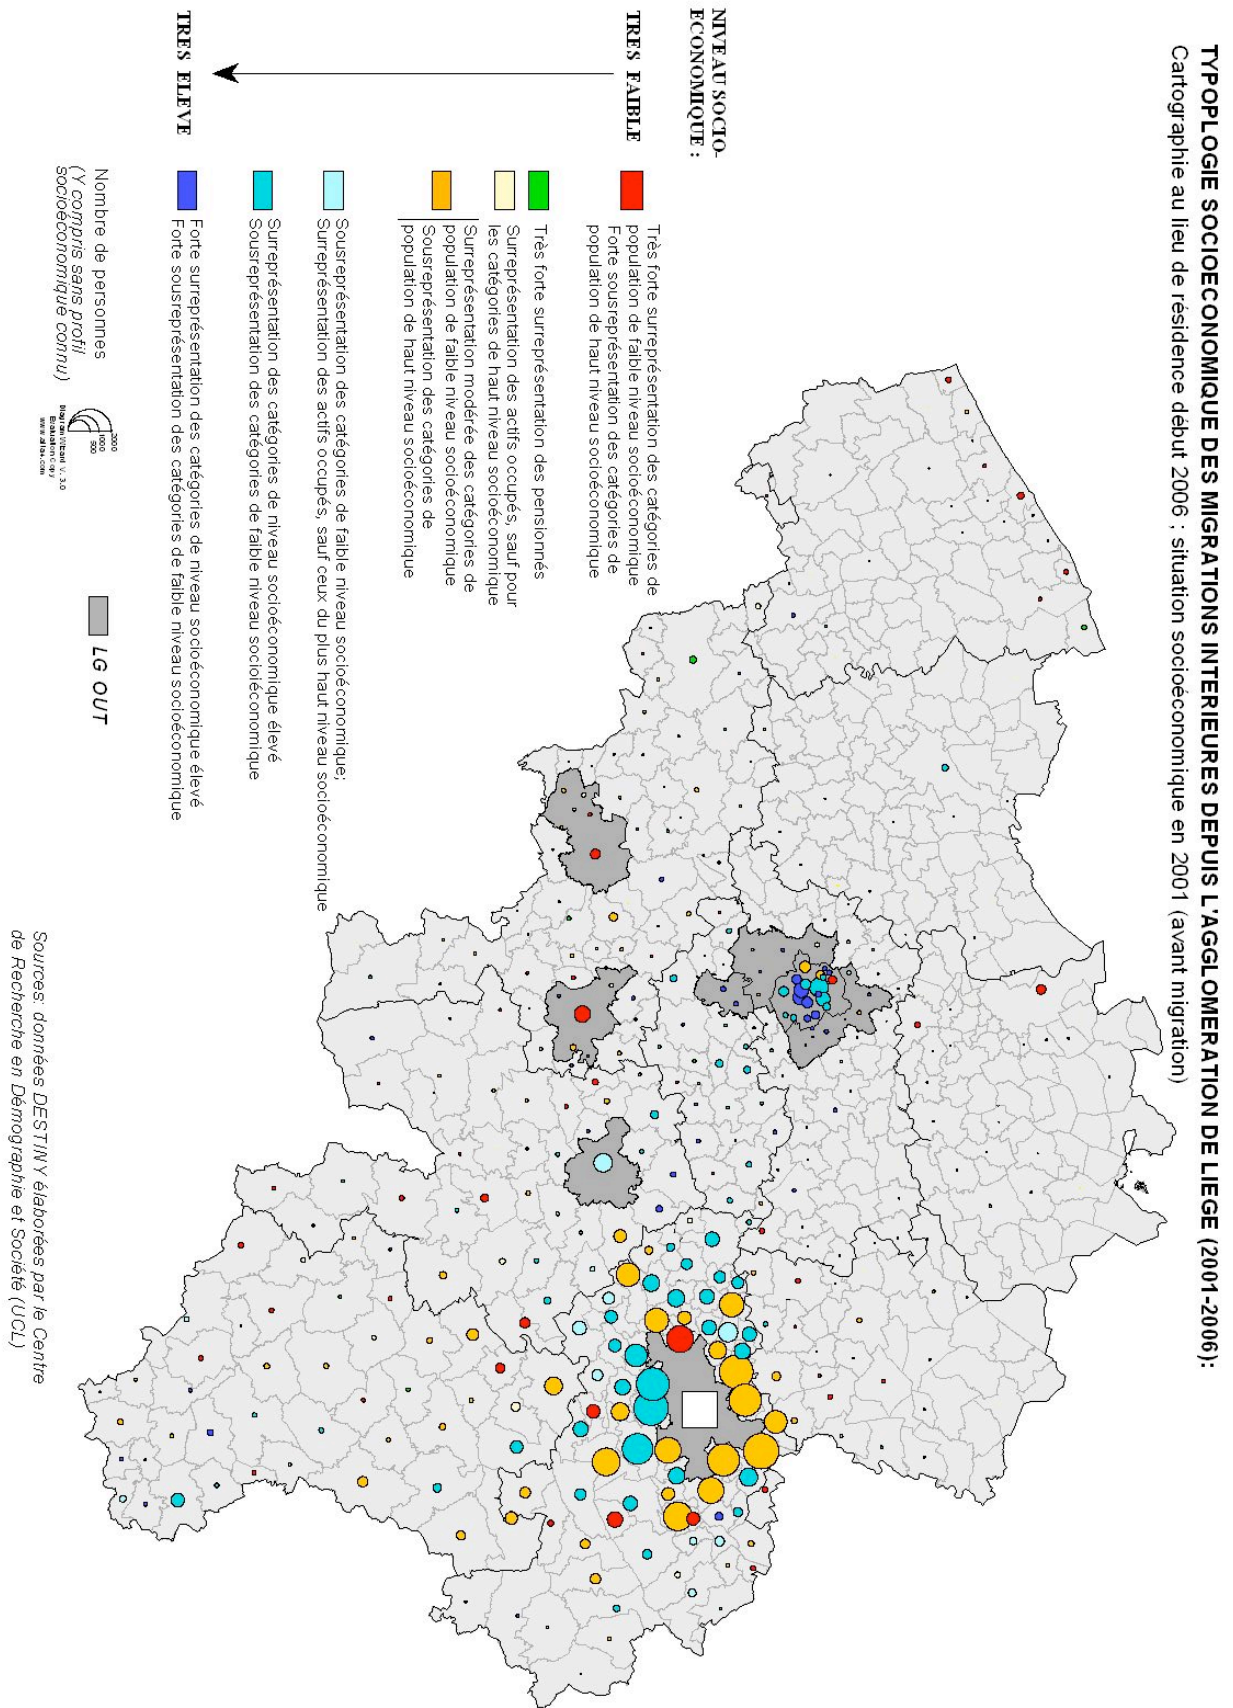 TYPOPLOGIE SOCIOECONOMIQUE DES MIGRATIONS INTERIEURES DEPUIS L'AGGLOMERATION DE LIEGE (2001-2006):
Cartographie au lieu de résidence début 2006 ; situation socioéconomique en 2001 (avant migration)
NIVEAU SOCIO-
ECONOMIQUE :
TRES FAIBLE
Très forte surreprésentation des catégories de
population de faible niveau socioéconomique
Forte sousreprésentation des catégories de
population de haut niveau socioéconomique
Très forte surreprésentation des pensionnés
Surreprésentation des actifs occupés, sauf pour
les catégories de haut niveau socioéconomique
Surreprésentation modérée des catégories de
population de faible niveau socioéconomique
Sousreprésentation des catégories de
population de haut niveau socioéconomique
Sousreprésentation des catégories de faible niveau socioéconomique;
Surreprésentation des actifs occupés, sauf ceux du plus haut niveau socioéconomique
Surreprésentation des catégories de niveau socioéconomique élevé
Sousreprésentation des catégories de faible niveau socioléconomique
TRES ELEVE
Forte surreprésentation des catégories de niveau socioéconomique élevé
Forte sousreprésentation des catégories de faible niveau socioléconomique
Nombre de personnes
(Y compris sans profil
socioéconomique connu)
2000
1000
500
Diagram Wizard V. 3.0
Evaluation Copy
LG OUT
Sources: données DESTINY élaborées par le Centre
de Recherche en Démographie et Société (UCL)